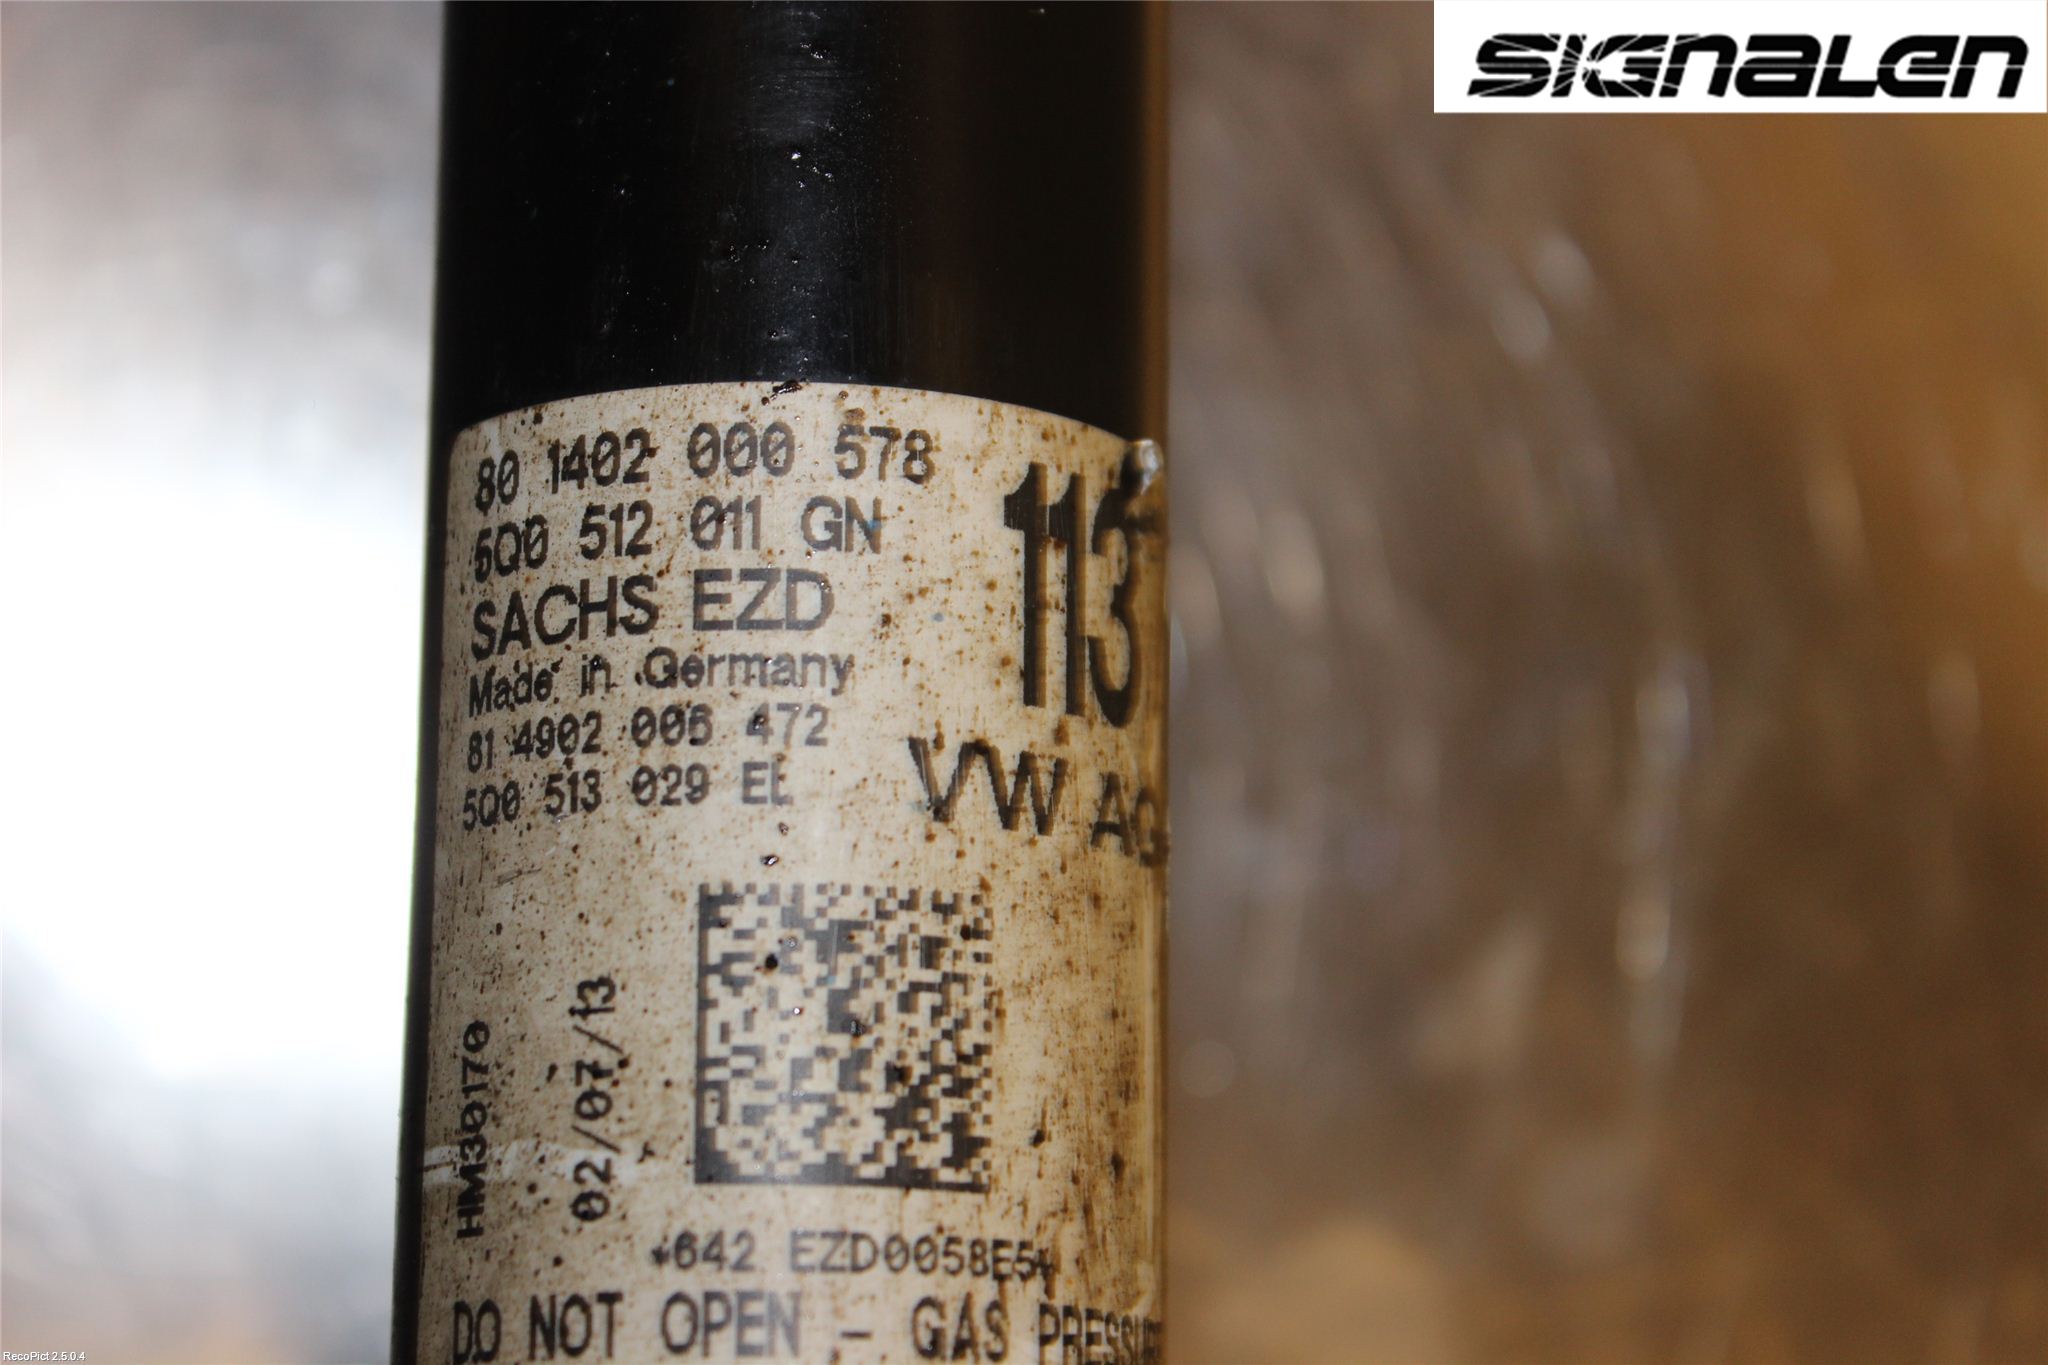 SIGNALEN
80 1402 000 578
5Q0 512 011 GN
113
SACHS EZD
Made in Germany
81 4902 006 472
VW AG
5Q0 513 029 EL
HM30170
02/07/13
*642 EZD0058E5*
DO NOT OPEN - GAS PRESSURE
RecoPict 2.5.0.4